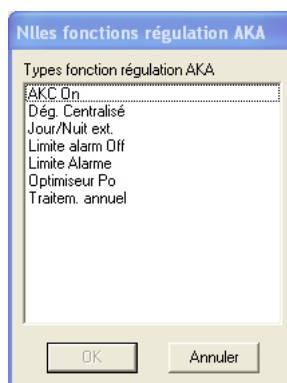 Nlles fonctions régulation AKA
Types fonction régulation AKA
AKC On
Dég. Centralisé
Jour/Nuit ext.
Limite alarm Off
Limite Alarme
Optimiseur Po
Traitem. annuel
OK
Annuler